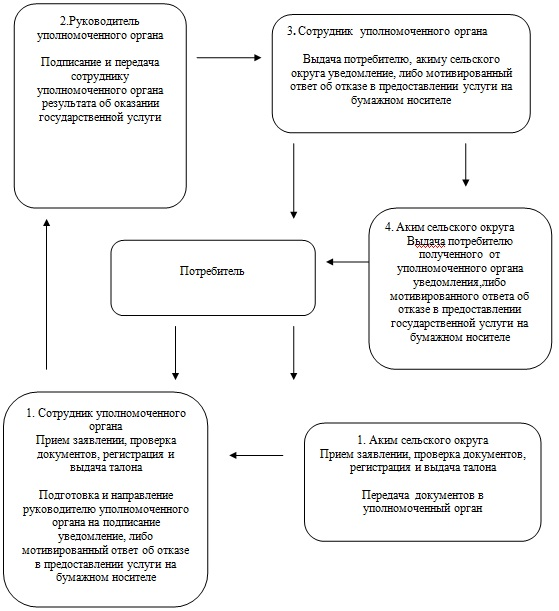 2.Руководитель
уполномоченного органа
Подписание и передача
сотруднику
уполномоченного органа
результата об оказании
государственной услуги
3. Сотрудник уполномоченного органа
Выдача потребителю, акиму сельского
округа уведомление, либо мотивированный
ответ об отказе в предоставлении услуги на
бумажном носителе
4. Аким сельского округа
Выдача потребителю
полученного от
уполномоченного органа
уведомления,либо
мотивированного ответа об
отказе в предоставлении
государственной услуги на
бумажном носителе
Потребитель
1. Сотрудник уполномоченного
органа
Прием заявлении, проверка
документов, регистрация и
выдача талона
Подготовка и направление
руководителю уполномоченного
органа на подписание
уведомление, либо
мотивированный ответ об отказе
в предоставлении услуги на
бумажном носителе
1. Аким сельского округа
Прием заявлении, проверка документов,
регистрация и выдача талона
Передача документов в
уполномоченный орган